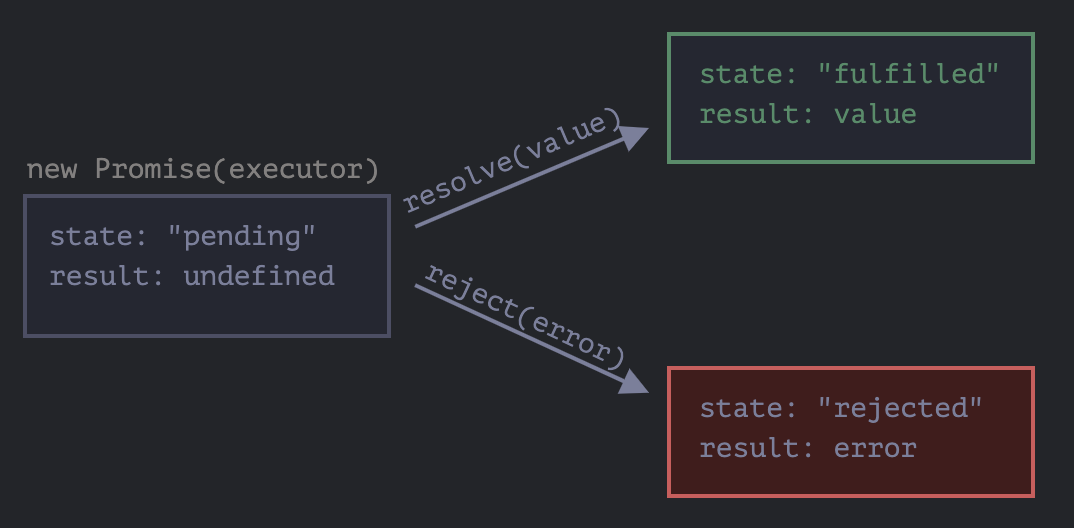 new Promise(executor)
state: "pending"
result: undefined
resolve(value)
reject(error)
state: "fulfilled"
result: value
state: "rejected"
result: error